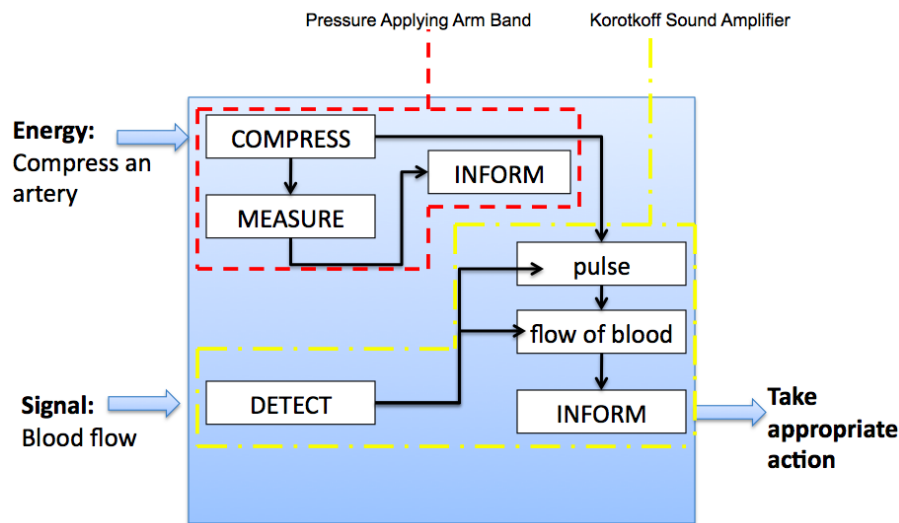 Pressure Applying Arm Band
Korotkoff Sound Amplifier
Energy:
Compress an
artery
COMPRESS
INFORM
MEASURE
pulse
flow of blood
Signal:
Blood flow
DETECT
INFORM
Take
appropriate
action